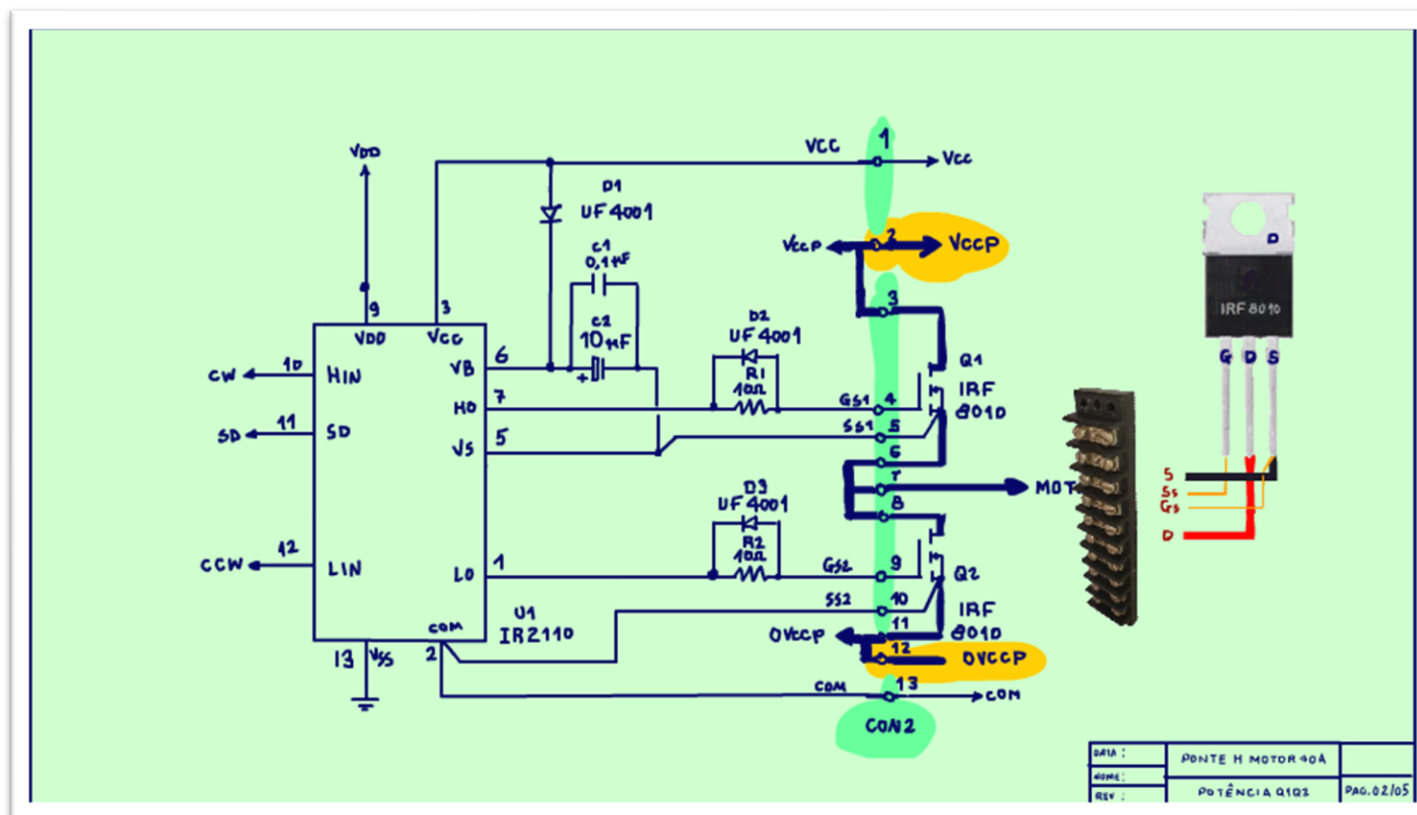 VCC
1
VCC
VDD
D1
UF4001
VCCP
2
VCCP
C1
0,1µF
3
9
3
VDD
VCC
C2
10µF
D2
UF4001
R1
10Ω
Q1
IRF
8010
CW
10
HIN
VB
6
HO
7
GS1
4
SD
11
SD
VS
5
SS1
5
6
7
MOT
8
D3
UF4001
R2
10Ω
CCW
12
LIN
LO
1
GS2
9
Q2
IRF
8010
SS2
10
U1
IR2110
COM
13
VSS
2
0VCCP
11
12
0VCCP
COM
13
COM
CON2
D
IRF 8010
G
D
S
S
Ss
Gs
D
DATA:
NOME:
REV:
PONTE H MOTOR 40A
POTÊNCIA Q1Q2
PAG.02/05